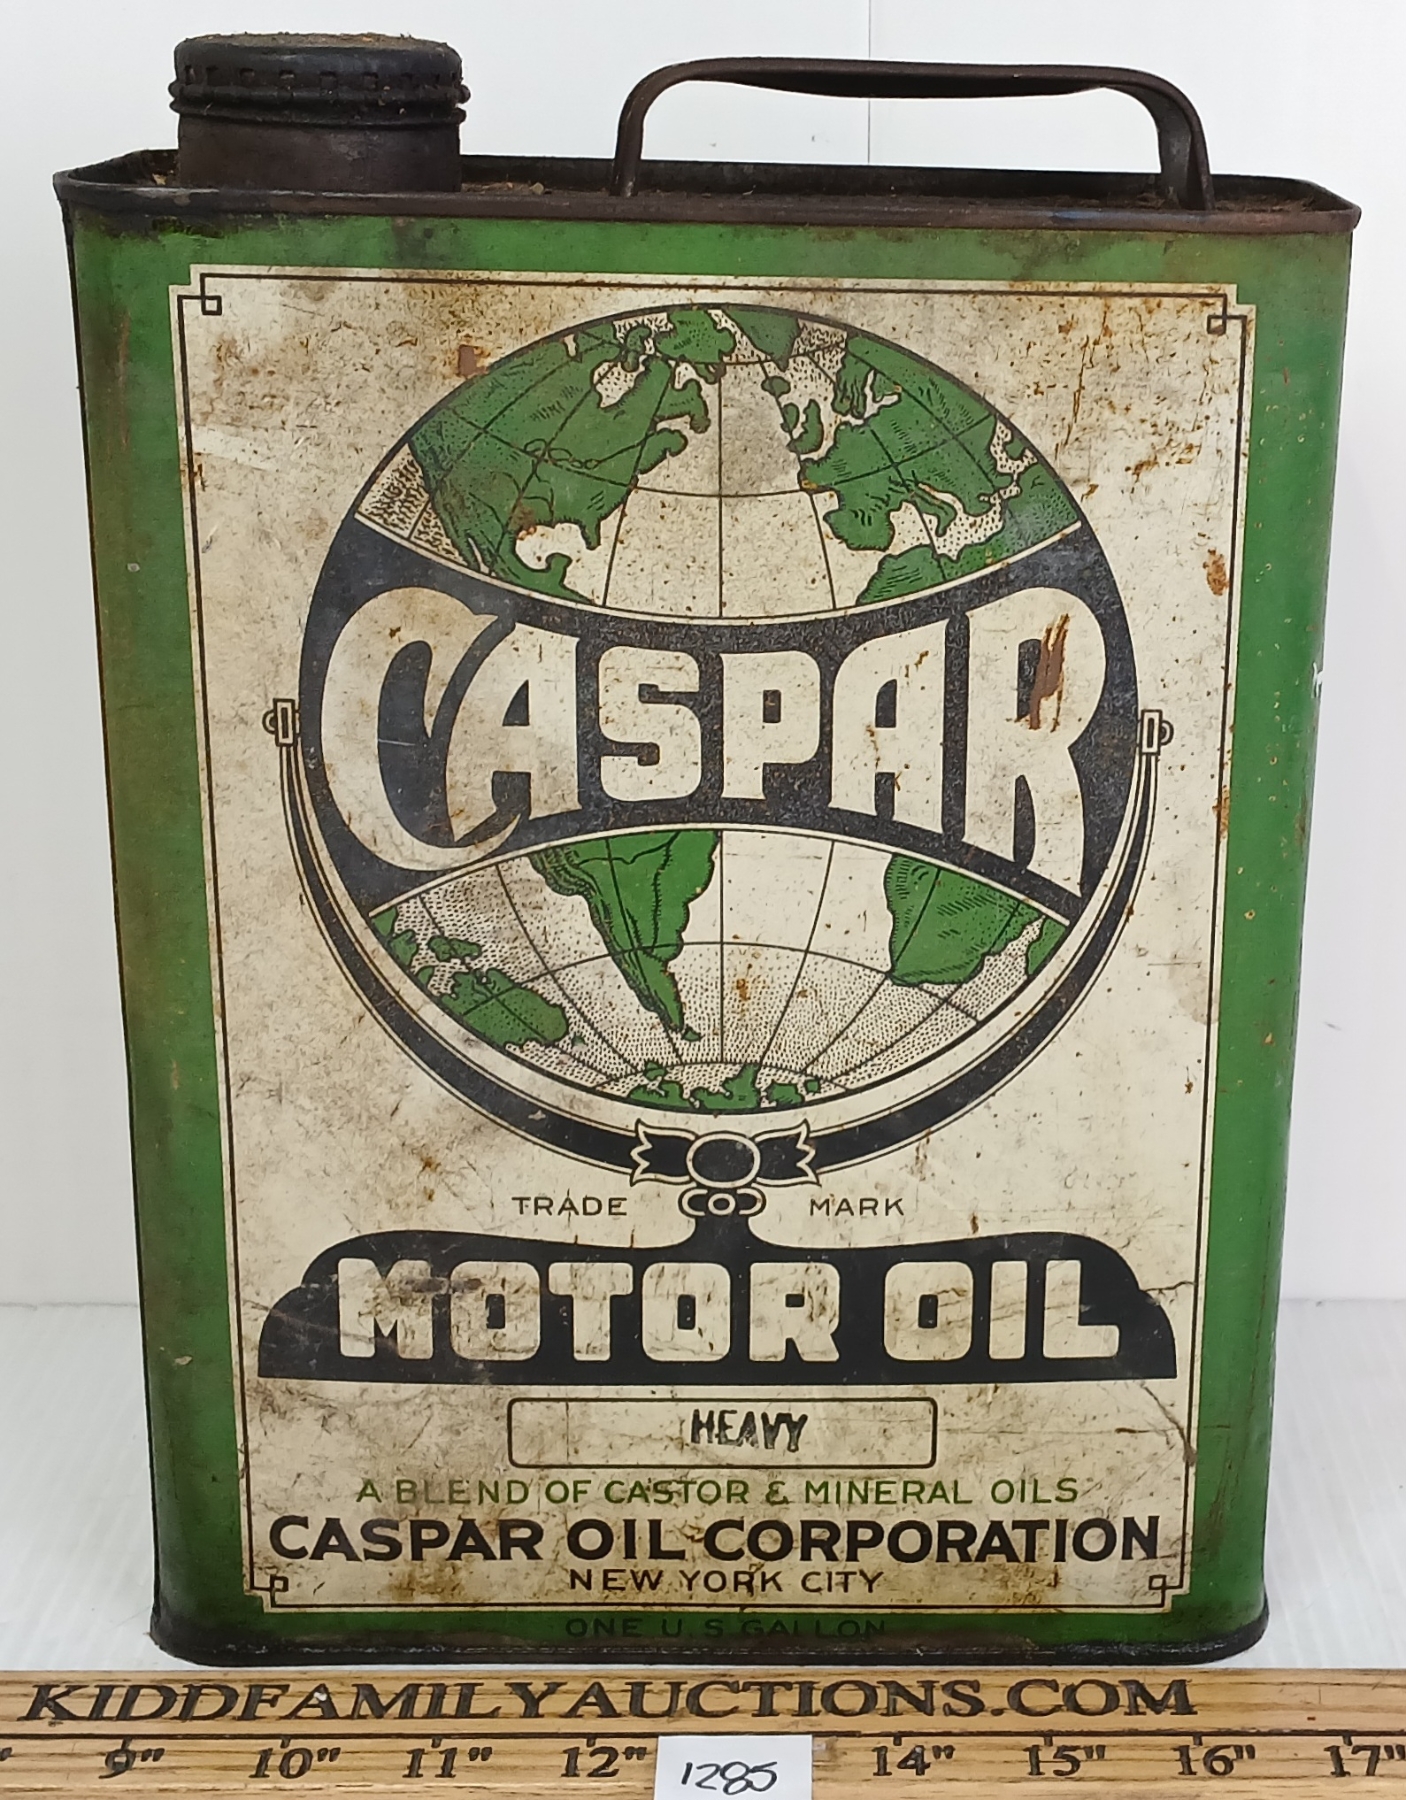 CASPAR
TRADE MARK
MOTOR OIL
HEAVY
A BLEND OF CASTOR & MINERAL OILS
CASPAR OIL CORPORATION
NEW YORK CITY
ONE U.S GALLON
KIDDFAMILYAUCTIONS.COM
9" 10" 11" 12" 14" 15" 16" 17"
1285